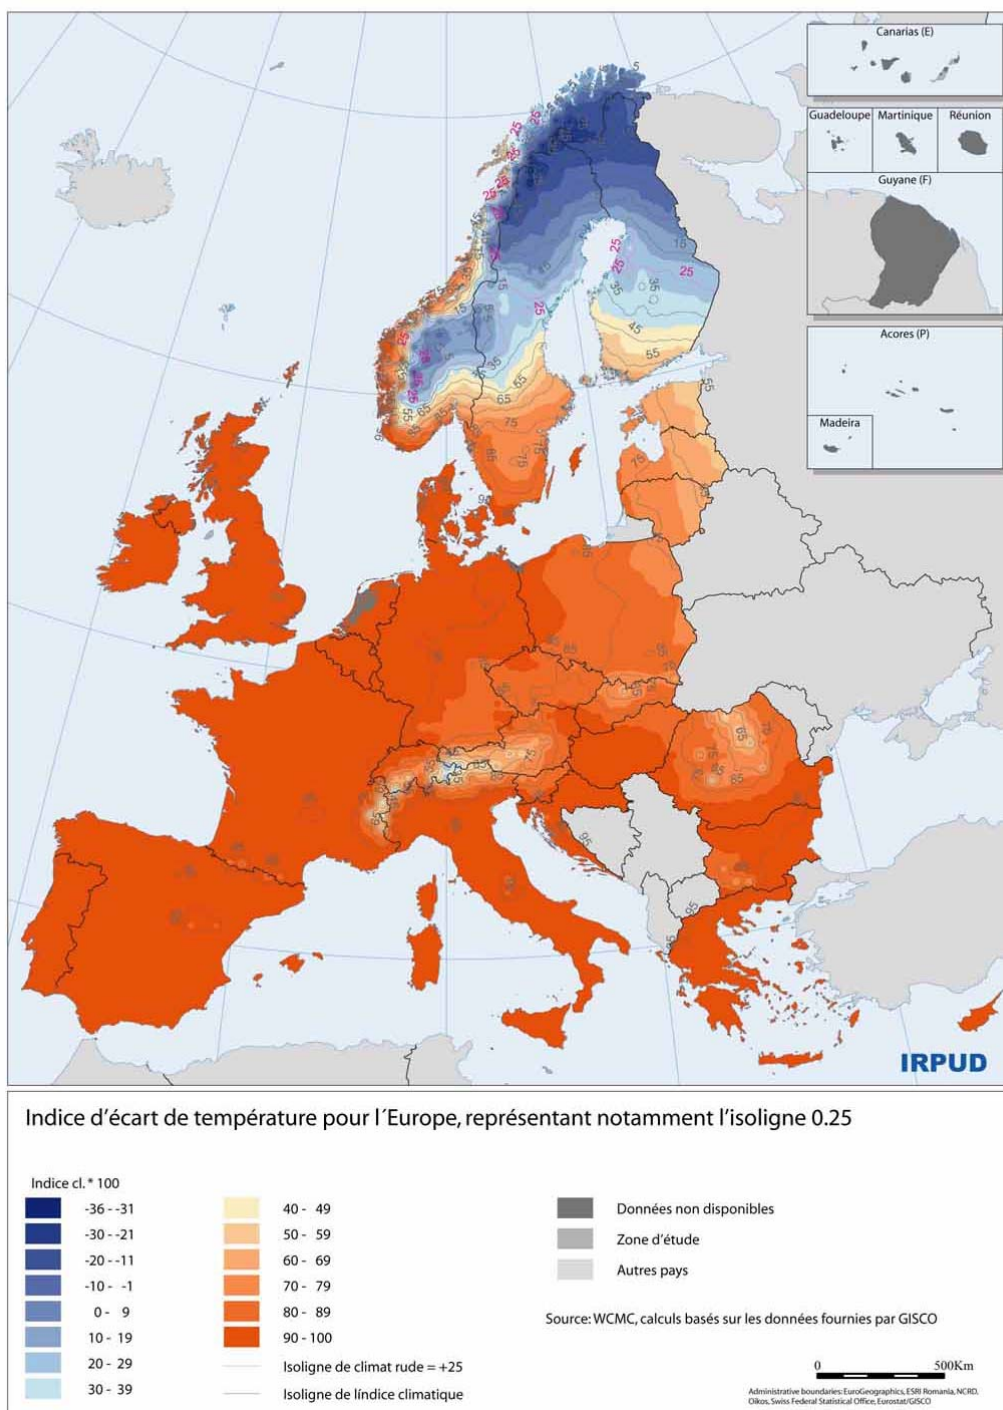 Canarias (E)
Guadeloupe
Martinique
Réunion
Guyane (F)
Acores (P)
Madeira
IRPUD
Indice d’écart de température pour l´Europe, représentant notamment l’isoligne 0.25
Indice cl. * 100
-36 - -31
-30 - -21
-20 - -11
-10 - -1
0 - 9
10 - 19
20 - 29
30 - 39
40 - 49
50 - 59
60 - 69
70 - 79
80 - 89
90 - 100
Isoligne de climat rude = +25
Isoligne de líndice climatique
Données non disponibles
Zone d’étude
Autres pays
Source: WCMC, calculs basés sur les données fournies par GISCO
0 500Km
Administrative boundaries: EuroGeographics, ESRI Romania, NCRD,
Oikos, Swiss Federal Statistical Office, Eurostat/GISCO